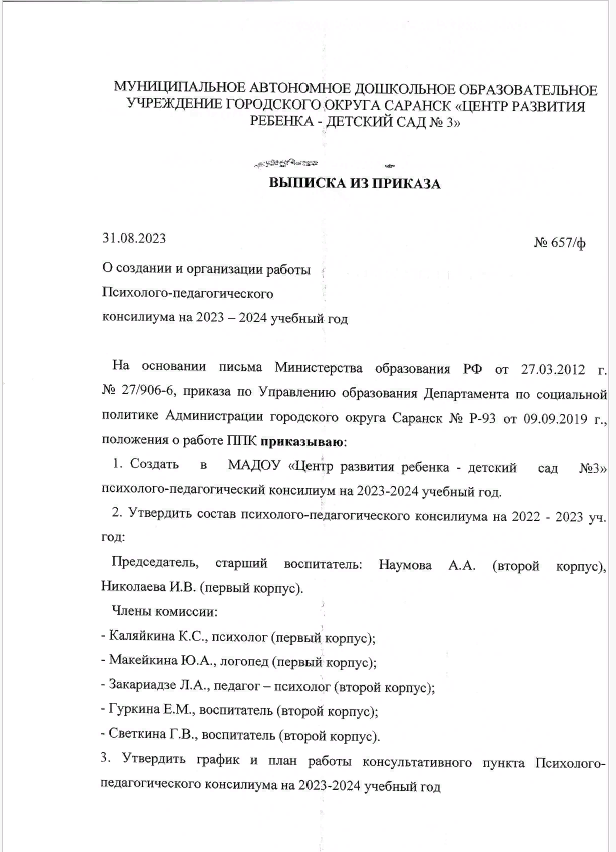 МУНИЦИПАЛЬНОЕ АВТОНОМНОЕ ДОШКОЛЬНОЕ ОБРАЗОВАТЕЛЬНОЕ
УЧРЕЖДЕНИЕ ГОРОДСКОГО ОКРУГА САРАНСК «ЦЕНТР РАЗВИТИЯ
РЕБЕНКА - ДЕТСКИЙ САД № 3»
ВЫПИСКА ИЗ ПРИКАЗА
31.08.2023 № 657/ф
О создании и организации работы
Психолого-педагогического
консилиума на 2023 – 2024 учебный год
На основании письма Министерства образования РФ от 27.03.2012 г.
№ 27/906-6, приказа по Управлению образования Департамента по социальной
политике Администрации городского округа Саранск № Р-93 от 09.09.2019 г.,
положения о работе ППК приказываю:
1. Создать в МАДОУ «Центр развития ребенка - детский сад №3»
психолого-педагогический консилиум на 2023-2024 учебный год.
2. Утвердить состав психолого-педагогического консилиума на 2022 - 2023 уч.
год:
Председатель, старший воспитатель: Наумова А.А. (второй корпус),
Николаева И.В. (первый корпус).
Члены комиссии:
- Каляйкина К.С., психолог (первый корпус);
- Макейкина Ю.А., логопед (первый корпус);
- Закариадзе Л.А., педагог – психолог (второй корпус);
- Гуркина Е.М., воспитатель (второй корпус);
- Светкина Г.В., воспитатель (второй корпус).
3. Утвердить график и план работы консультативного пункта Психолого-
педагогического консилиума на 2023-2024 учебный год